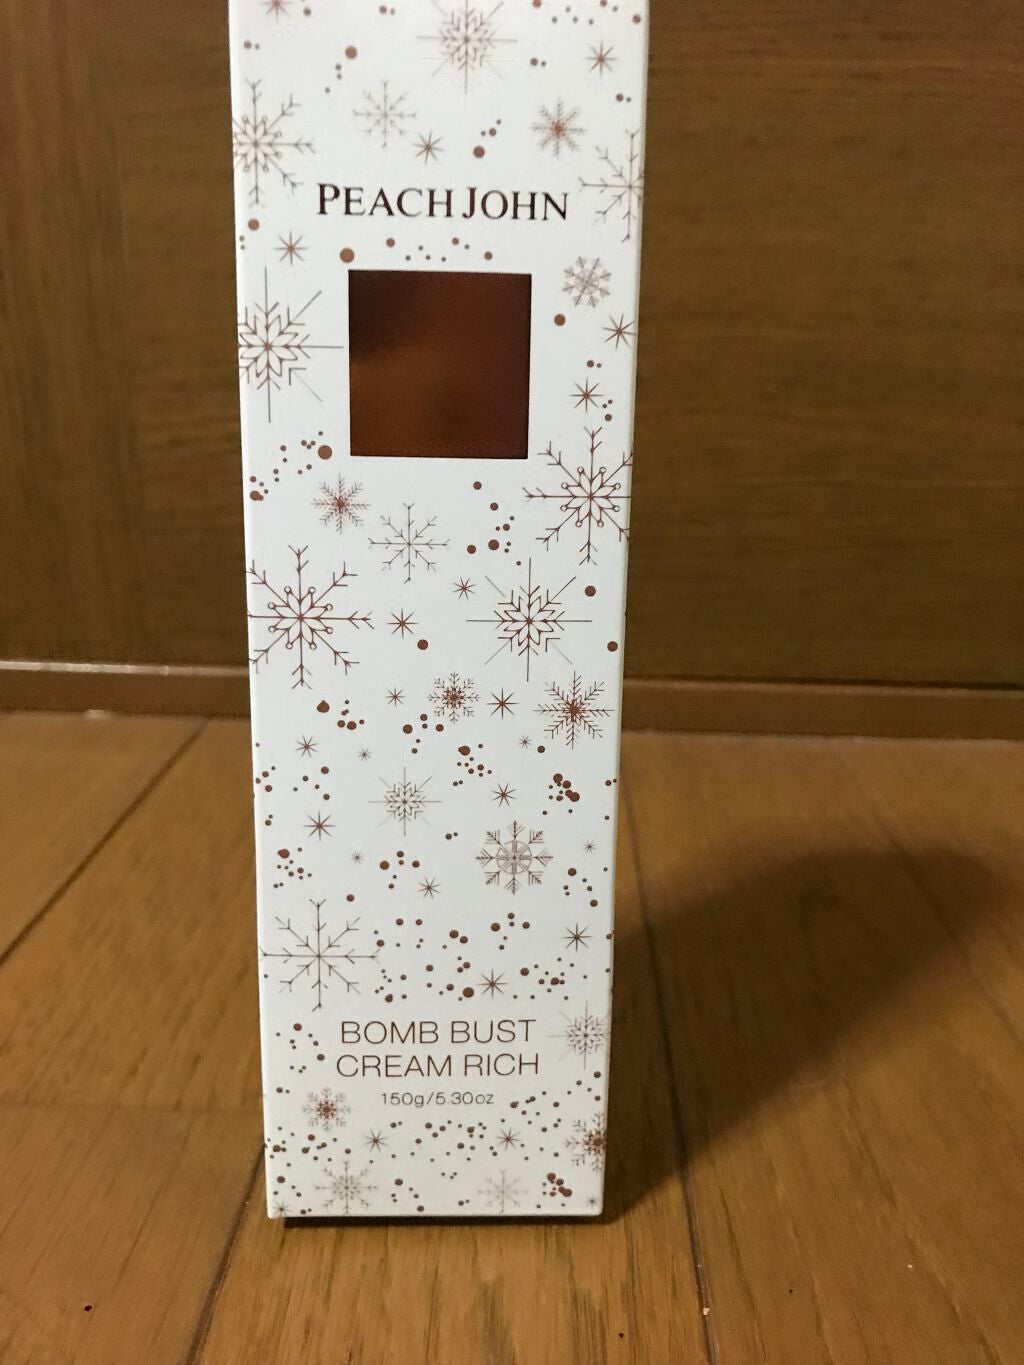 PEACH JOHN
BOMB BUST
CREAM RICH
150g/5.30oz